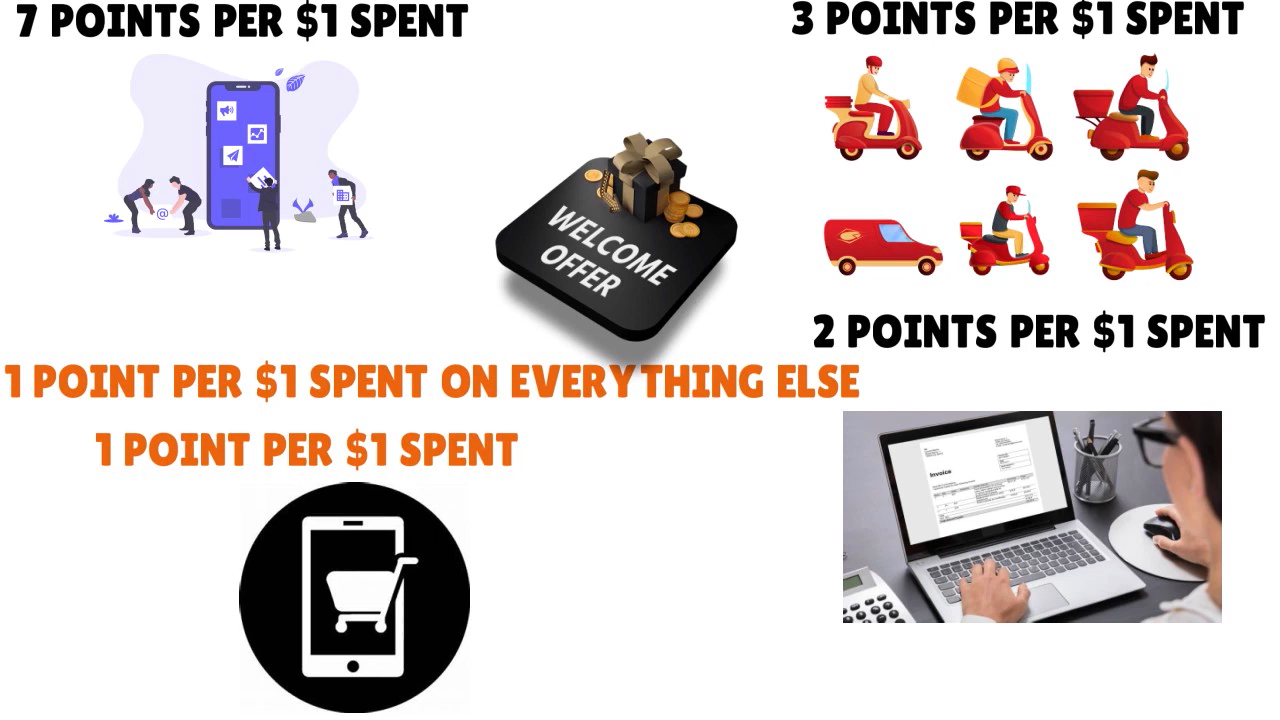 7 POINTS PER $1 SPENT
3 POINTS PER $1 SPENT
@
WELCOME
OFFER
2 POINTS PER $1 SPENT
1 POINT PER $1 SPENT ON EVERYTHING ELSE
1 POINT PER $1 SPENT
Invoice